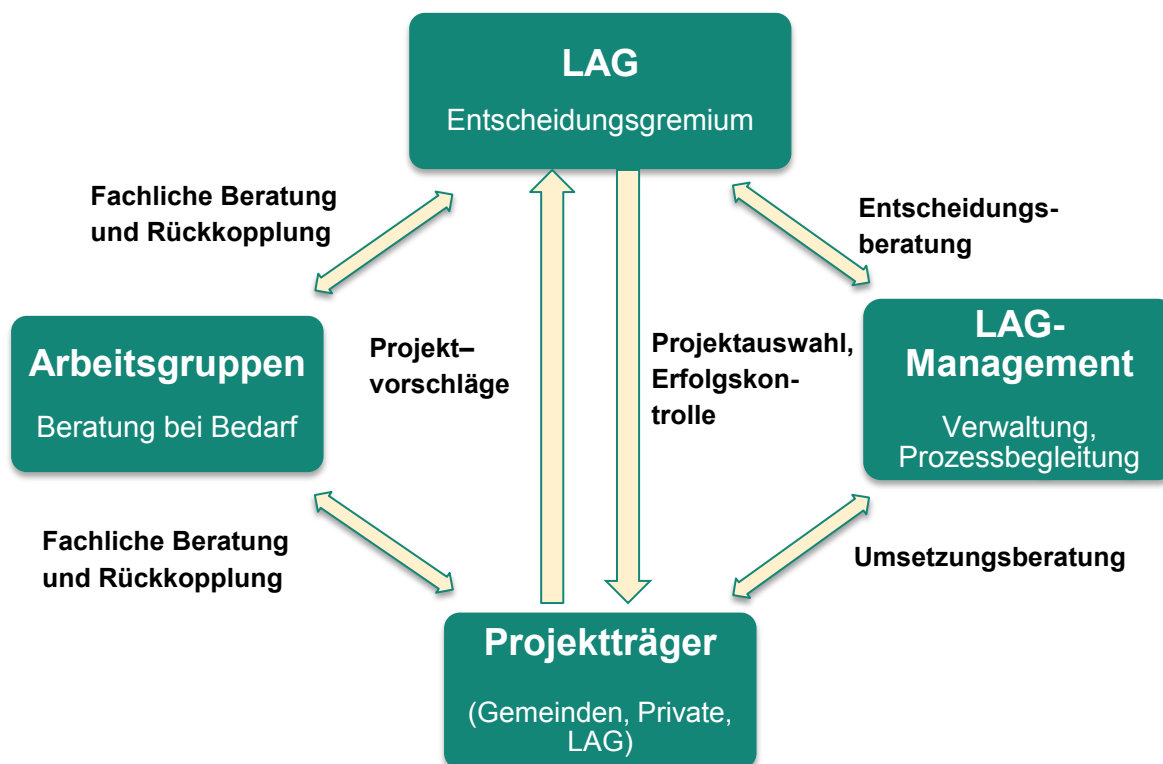 LAG
Entscheidungsgremium
Fachliche Beratung
und Rückkopplung
Entscheidungs-
beratung
Arbeitsgruppen
Beratung bei Bedarf
Projekt–
vorschläge
Projektauswahl,
Erfolgskon-
trolle
LAG-
Management
Verwaltung,
Prozessbegleitung
Fachliche Beratung
und Rückkopplung
Umsetzungsberatung
Projektträger
(Gemeinden, Private,
LAG)